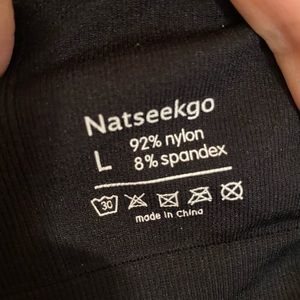 Natseekgo
L 92% nylon
8% spandex
30
made in China